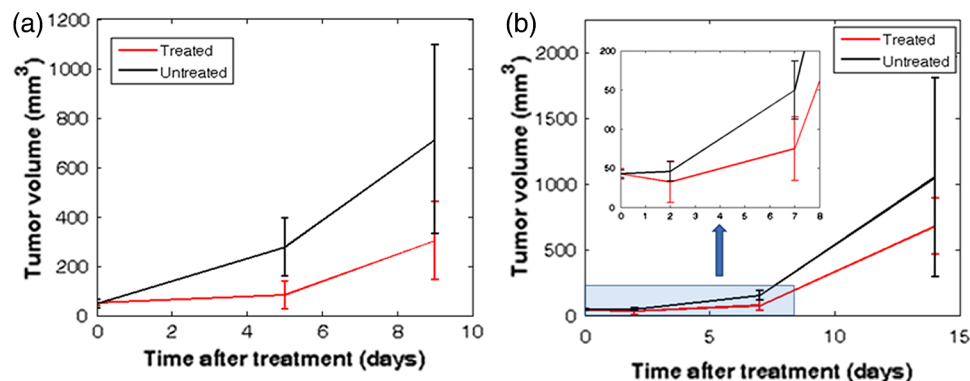 (a)
1200
1000
800
600
400
200
0
Tumor volume (mm³)
Treated
Untreated
0 2 4 6 8 10
Time after treatment (days)
(b)
2000
1500
1000
500
0
Tumor volume (mm³)
Treated
Untreated
200
50
00
50
0
0 1 2 3 4 5 6 7 8
0 5 10 15
Time after treatment (days)